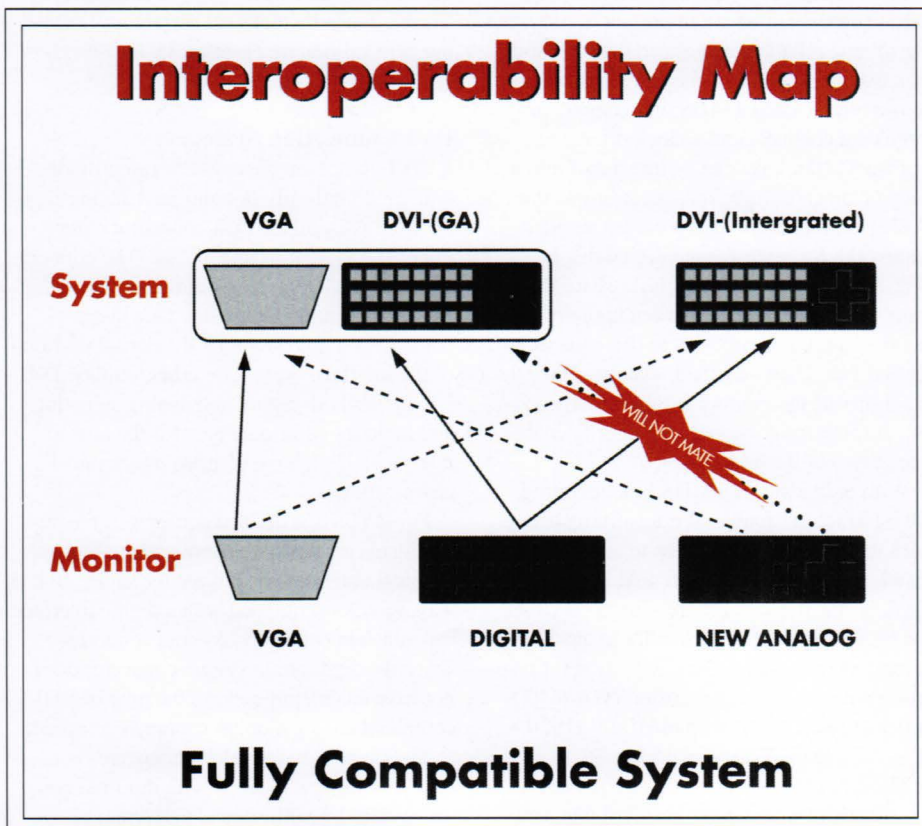 Interoperability Map
VGA
DVI-(GA)
DVI-(Intergrated)
System
WILL NOT MATE
Monitor
VGA
DIGITAL
NEW ANALOG
Fully Compatible System